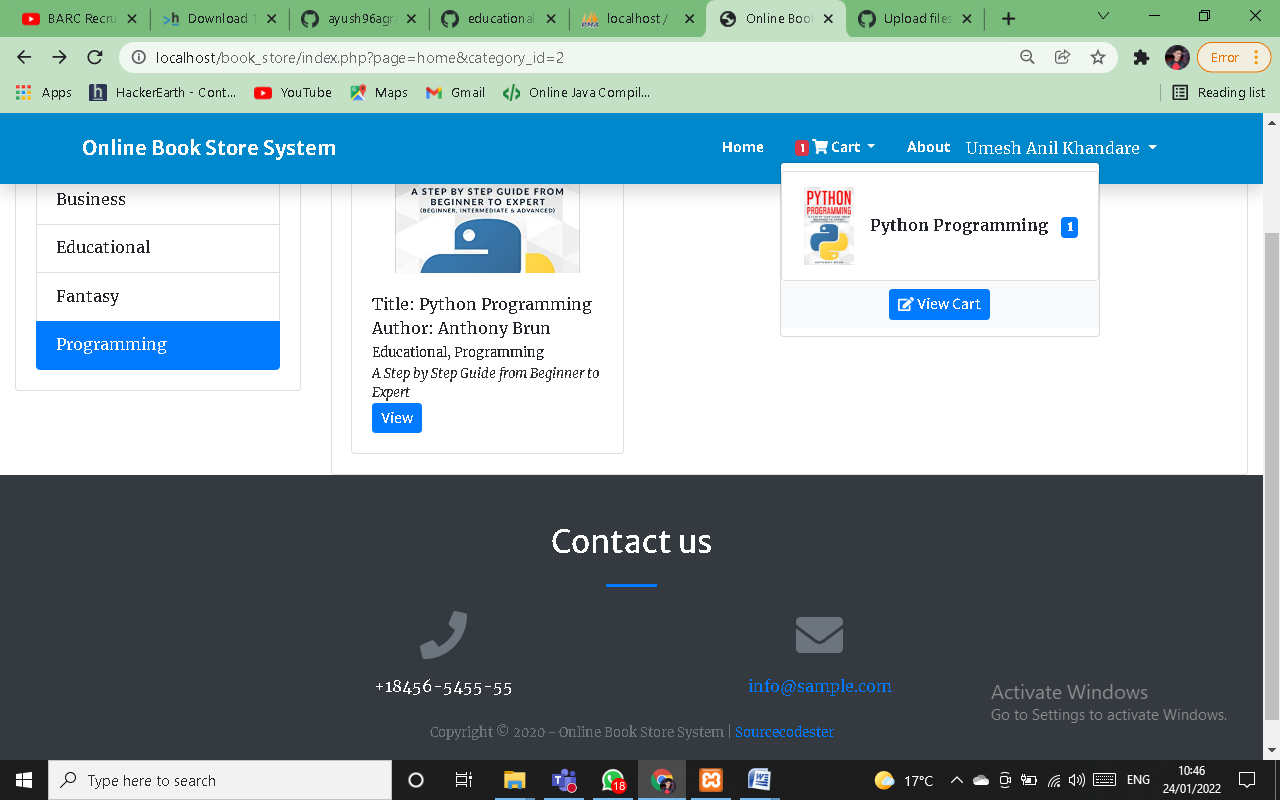 BARC Recru
Download 1
ayush96agra
educational
localhost /
Online Bool
Upload files
localhost/book_store/index.php?page=home&category_id=2
Error
Apps
HackerEarth - Cont...
YouTube
Maps
Gmail
Online Java Compil...
Reading list
Online Book Store System
Home
1 Cart
About
Umesh Anil Khandare
Business
Educational
Fantasy
Programming
A STEP BY STEP GUIDE FROM
BEGINNER TO EXPERT
(BEGINNER, INTERMEDIATE & ADVANCED)
Title: Python Programming
Author: Anthony Brun
Educational, Programming
A Step by Step Guide from Beginner to
Expert
View
PYTHON
PROGRAMMING
Python Programming 1
View Cart
Contact us
+18456-5455-55
info@sample.com
Copyright © 2020 - Online Book Store System | Sourcecodester
Activate Windows
Go to Settings to activate Windows.
Type here to search
18
17°C
ENG
10:46
24/01/2022